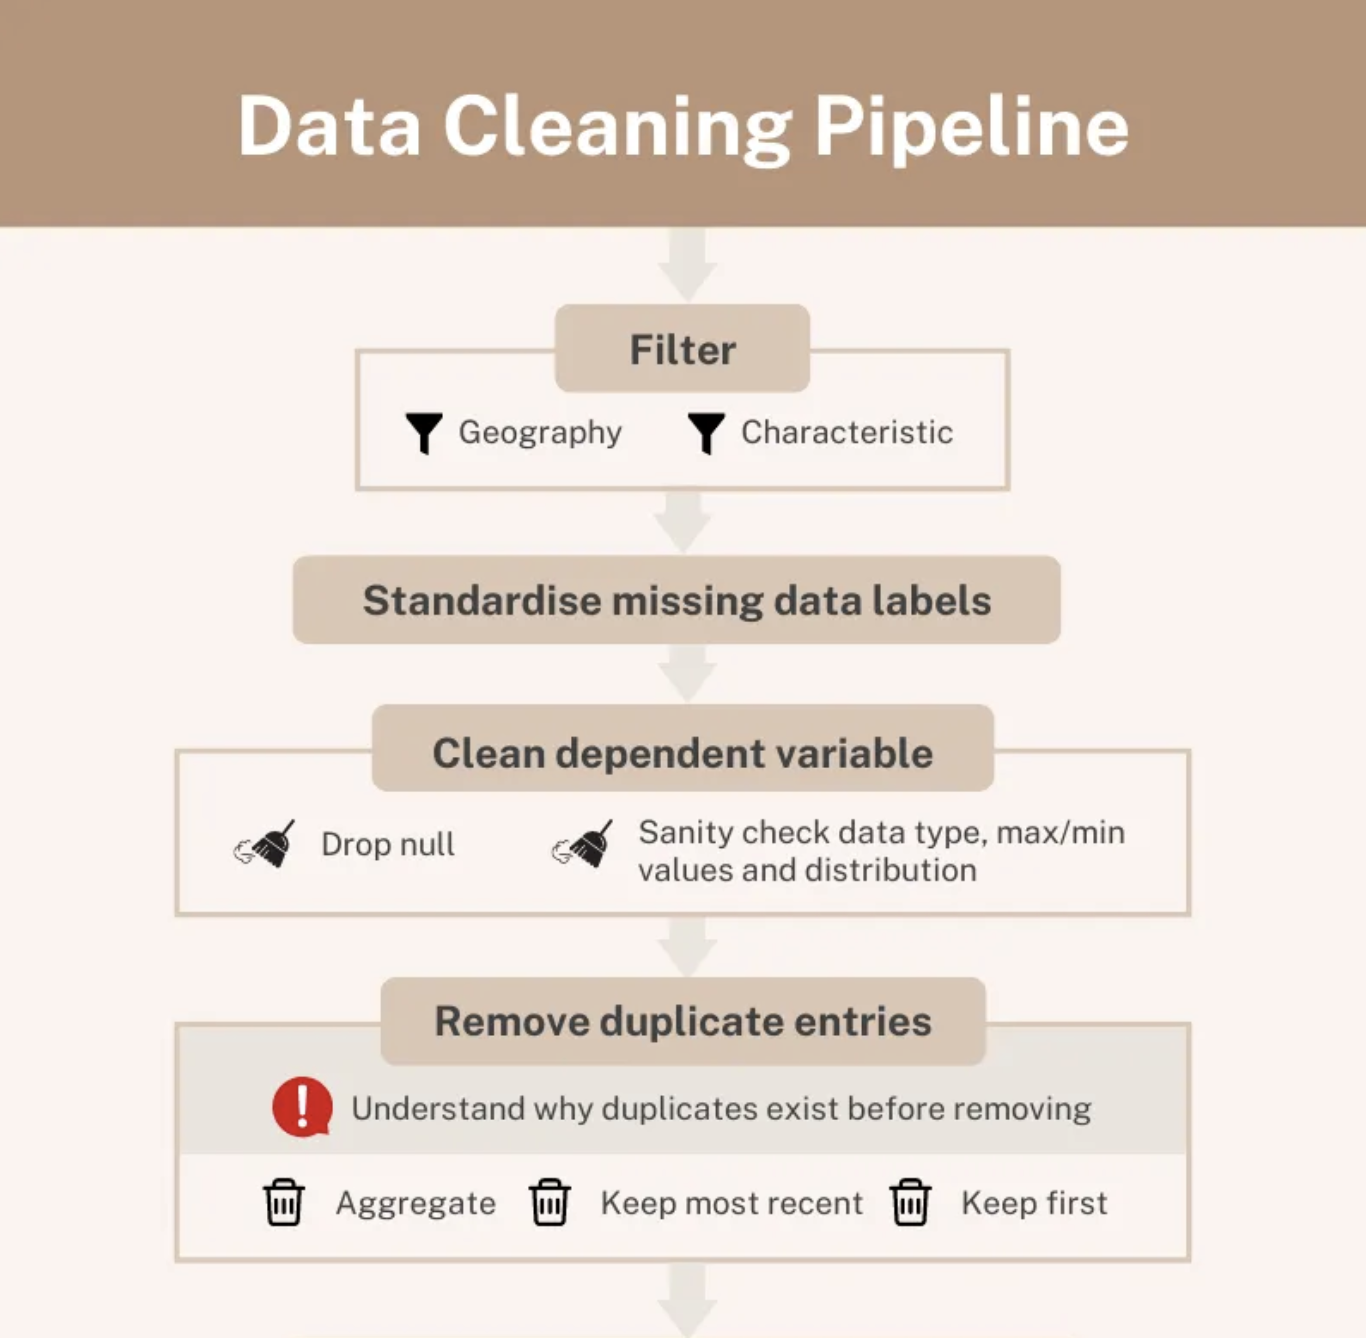 Data Cleaning Pipeline
Filter
Geography
Characteristic
Standardise missing data labels
Clean dependent variable
Drop null
Sanity check data type, max/min
values and distribution
Remove duplicate entries
Understand why duplicates exist before removing
Aggregate
Keep most recent
Keep first